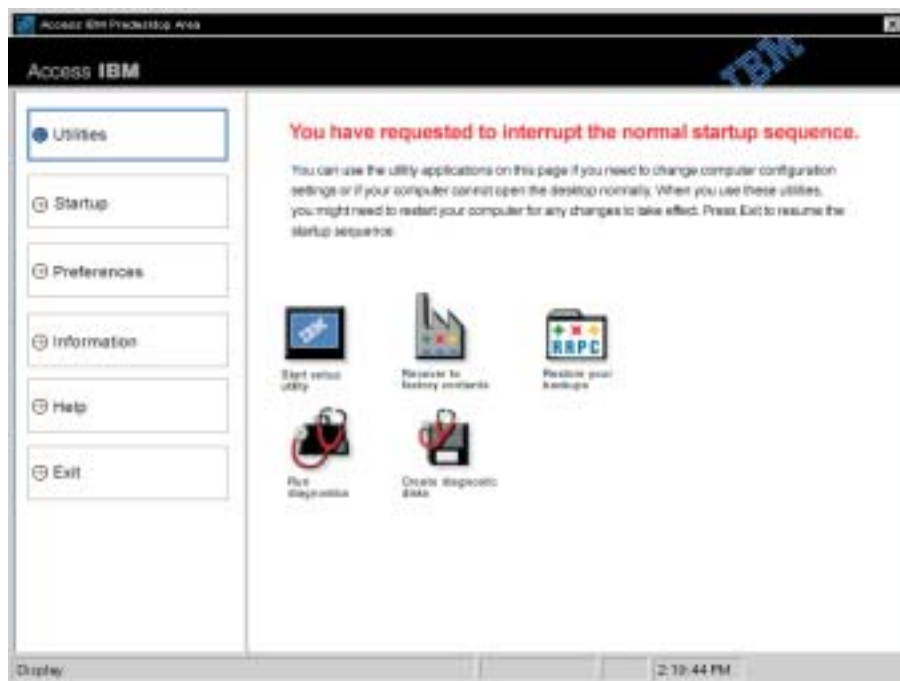 Access IBM Predesktop Area
Access IBM
IBM
Utilities
Startup
Preferences
Information
Help
Exit
You have requested to interrupt the normal startup sequence.
You can use the utility applications on this page if you need to change computer configuration
settings or if your computer cannot open the desktop normally. When you use these utilities,
you might need to restart your computer for any changes to take effect. Press Exit to resume the
startup sequence.
IBM
RRPC
Start setup
utility
Recover to
factory contents
Restore your
backups
Run
diagnostics
Create diagnostic
disks
Display
2:19:44 PM